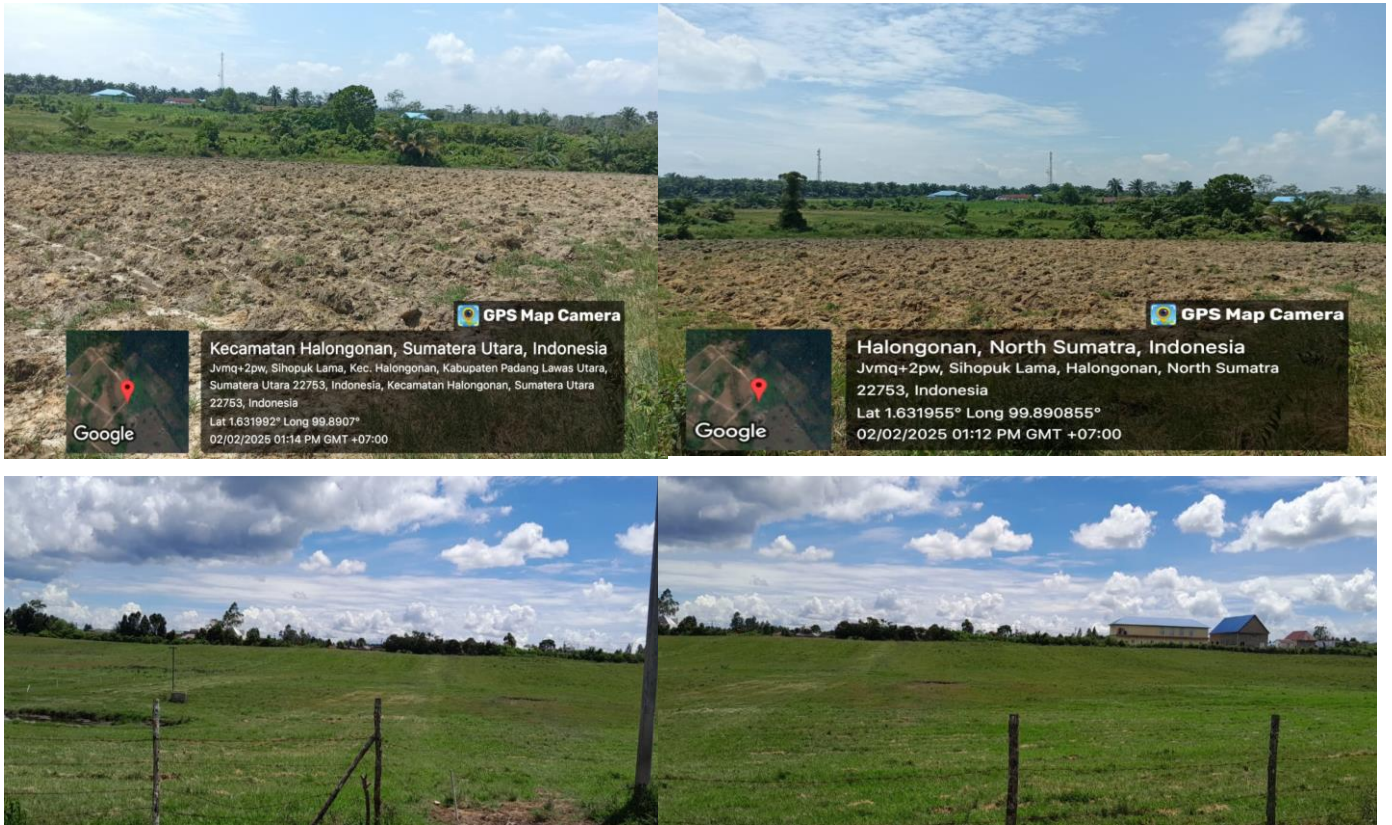 GPS Map Camera
Kecamatan Halongonan, Sumatera Utara, Indonesia
Jvmq+2pw, Sihopuk Lama, Kec. Halongonan, Kabupaten Padang Lawas Utara,
Sumatera Utara 22753, Indonesia, Kecamatan Halongonan, Sumatera Utara
22753, Indonesia
Lat 1.631992° Long 99.8907°
02/02/2025 01:14 PM GMT +07:00
Google
GPS Map Camera
Halongonan, North Sumatra, Indonesia
Jvmq+2pw, Sihopuk Lama, Halongonan, North Sumatra
22753, Indonesia
Lat 1.631955° Long 99.890855°
02/02/2025 01:12 PM GMT +07:00
Google